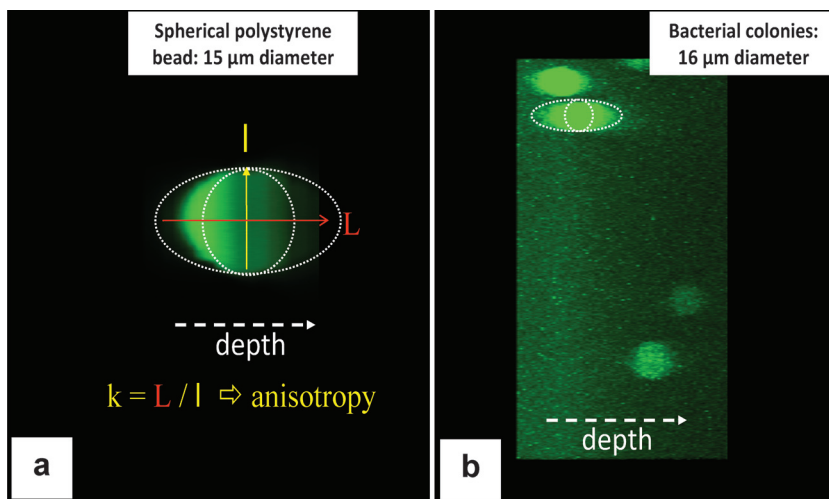 Spherical polystyrene
bead: 15 μm diameter
l
L
depth
k = L / l ⇨ anisotropy
a
Bacterial colonies:
16 μm diameter
depth
b